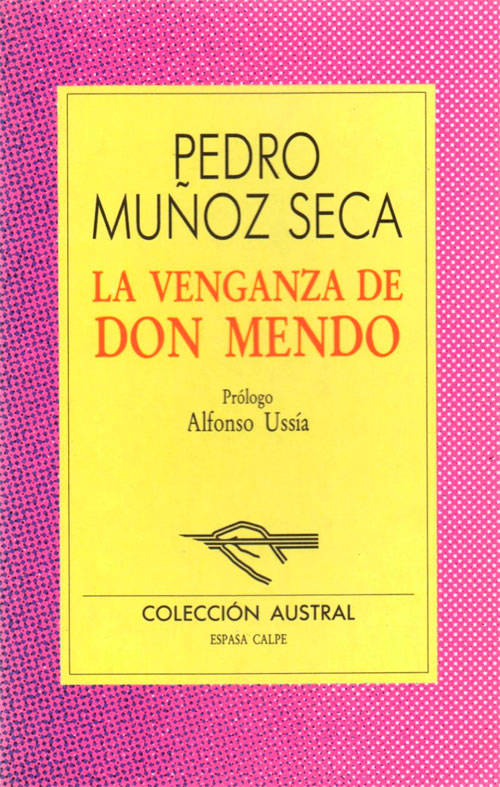 PEDRO
MUÑOZ SECA
LA VENGANZA DE
DON MENDO
Prólogo
Alfonso Ussía
COLECCIÓN AUSTRAL
ESPASA CALPE